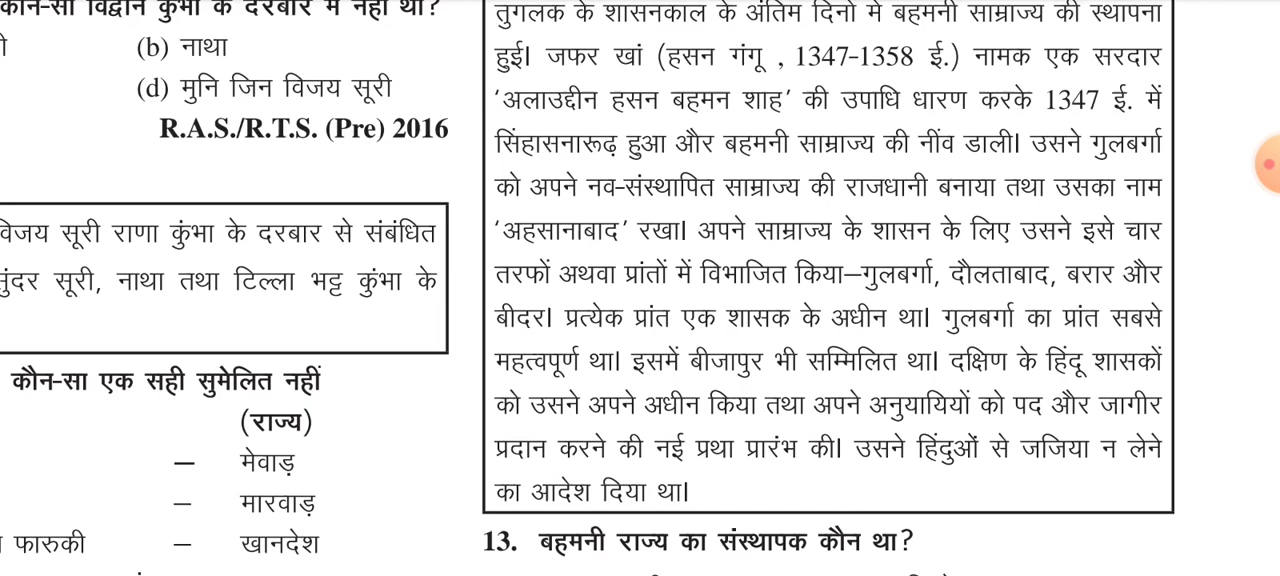 कौन-सा विद्वान कुंभा के दरबार में नहीं था?
(b) नाथा
(d) मुनि जिन विजय सूरी
R.A.S./R.T.S. (Pre) 2016
विजय सूरी राणा कुंभा के दरबार से संबंधित
सुंदर सूरी, नाथा तथा टिल्ला भट्ट कुंभा के
कौन-सा एक सही सुमेलित नहीं
(राज्य)
– मेवाड़
– मारवाड़
फारुकी – खानदेश
तुगलक के शासनकाल के अंतिम दिनों में बहमनी साम्राज्य की स्थापना
हुई। जफर खां (हसन गंगू , 1347-1358 ई.) नामक एक सरदार
‘अलाउद्दीन हसन बहमन शाह’ की उपाधि धारण करके 1347 ई. में
सिंहासनारूढ़ हुआ और बहमनी साम्राज्य की नींव डाली। उसने गुलबर्गा
को अपने नव-संस्थापित साम्राज्य की राजधानी बनाया तथा उसका नाम
‘अहसानाबाद’ रखा। अपने साम्राज्य के शासन के लिए उसने इसे चार
तरफों अथवा प्रांतों में विभाजित किया–गुलबर्गा, दौलताबाद, बरार और
बीदर। प्रत्येक प्रांत एक शासक के अधीन था। गुलबर्गा का प्रांत सबसे
महत्वपूर्ण था। इसमें बीजापुर भी सम्मिलित था। दक्षिण के हिंदू शासकों
को उसने अपने अधीन किया तथा अपने अनुयायियों को पद और जागीर
प्रदान करने की नई प्रथा प्रारंभ की। उसने हिंदुओं से जजिया न लेने
का आदेश दिया था।
13. बहमनी राज्य का संस्थापक कौन था?